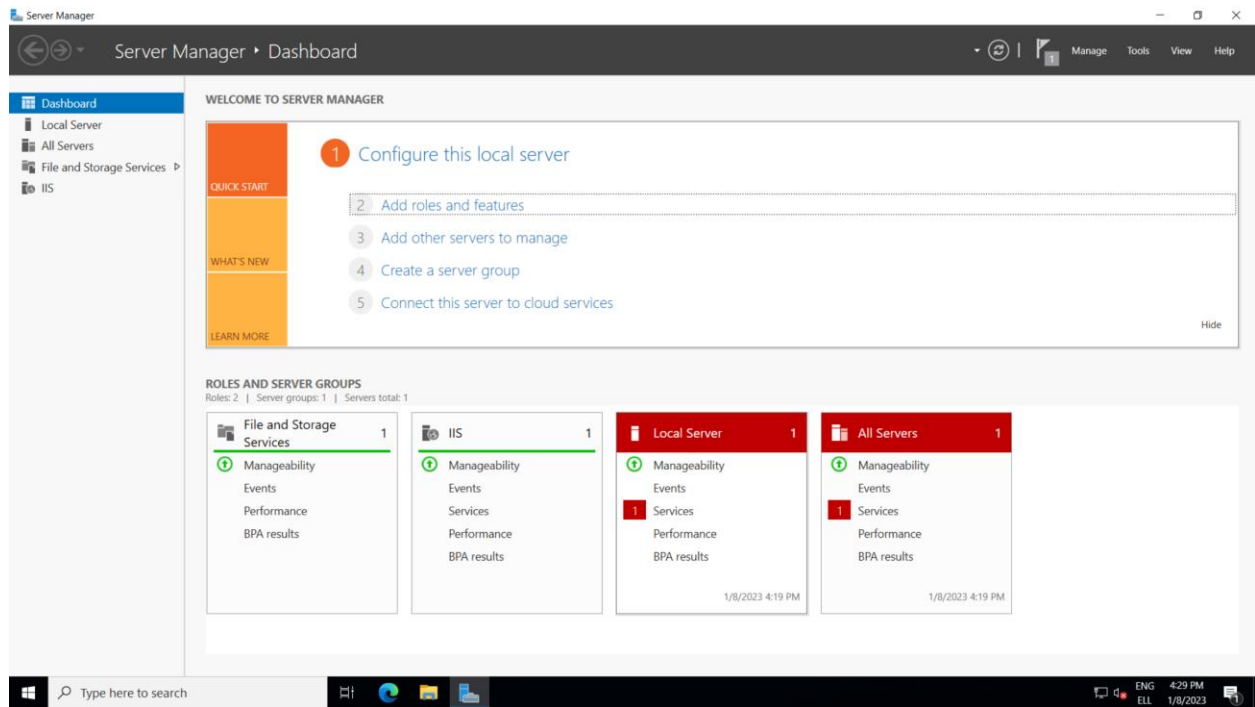 Server Manager
Server Manager • Dashboard
1
Manage Tools View Help
Dashboard
Local Server
All Servers
File and Storage Services
IIS
WELCOME TO SERVER MANAGER
QUICK START
WHAT'S NEW
LEARN MORE
1 Configure this local server
2 Add roles and features
3 Add other servers to manage
4 Create a server group
5 Connect this server to cloud services
Hide
ROLES AND SERVER GROUPS
Roles: 2 | Server groups: 1 | Servers total: 1
File and Storage
Services
1
Manageability
Events
Performance
BPA results
IIS 1
Manageability
Events
Services
Performance
BPA results
Local Server 1
Manageability
Events
1 Services
Performance
BPA results
1/8/2023 4:19 PM
All Servers 1
Manageability
Events
1 Services
Performance
BPA results
1/8/2023 4:19 PM
Type here to search
ENG
ELL
4:29 PM
1/8/2023
1